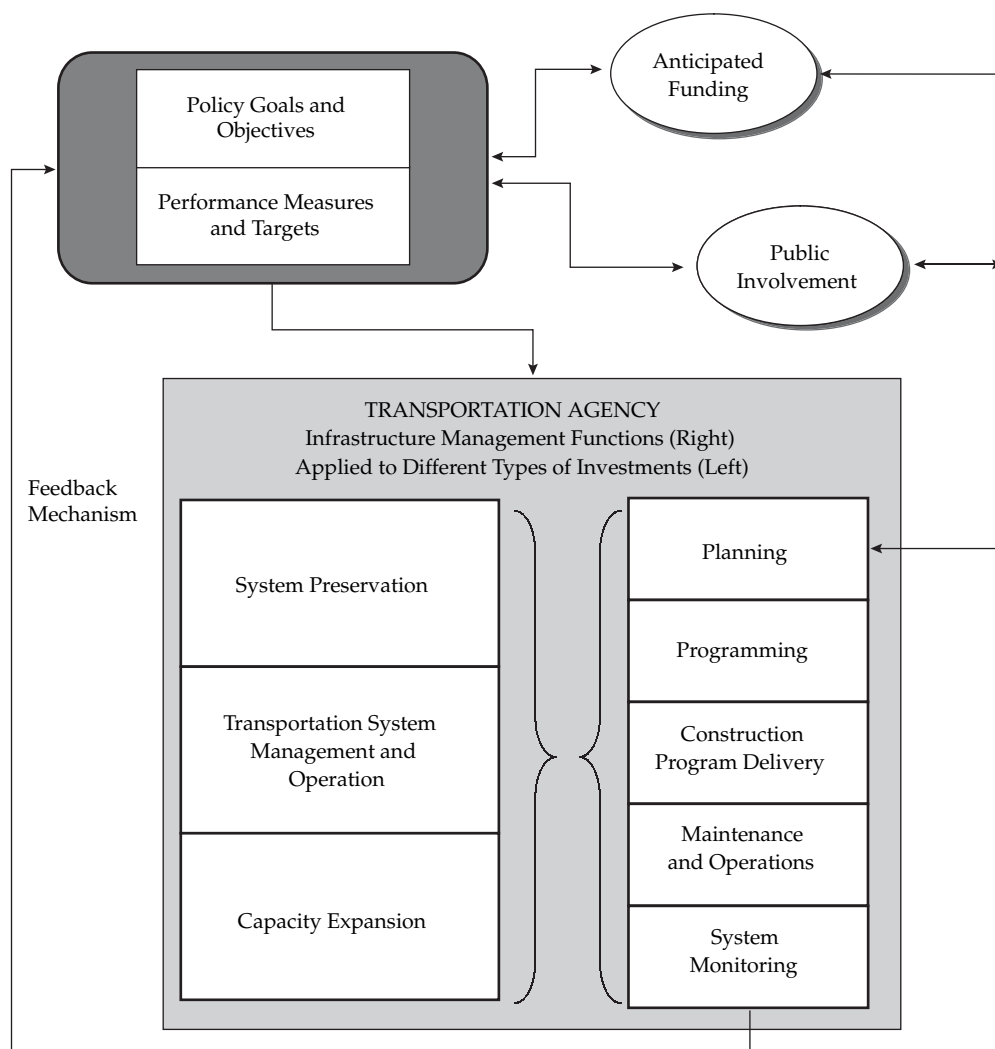 Policy Goals and
Objectives
Performance Measures
and Targets
Anticipated
Funding
Public
Involvement
TRANSPORTATION AGENCY
Infrastructure Management Functions (Right)
Applied to Different Types of Investments (Left)
Feedback
Mechanism
System Preservation
Transportation System
Management and
Operation
Capacity Expansion
Planning
Programming
Construction
Program Delivery
Maintenance
and Operations
System
Monitoring